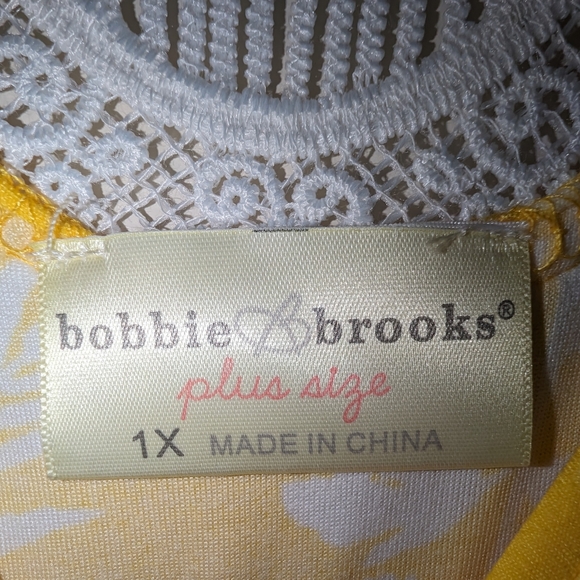 bobbie B brooks®
plus size
1X MADE IN CHINA